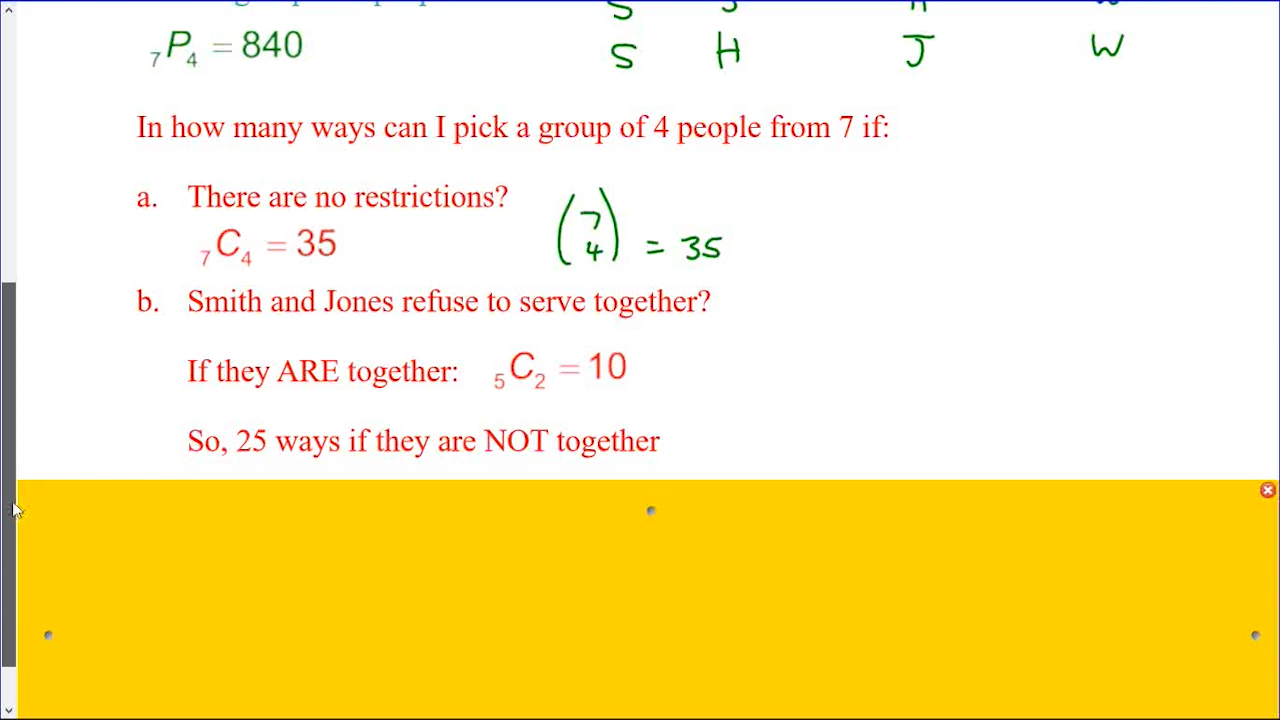 S J H W
₇P₄ = 840
S H J W
In how many ways can I pick a group of 4 people from 7 if:
a. There are no restrictions?
₇C₄ = 35
(7 4) = 35
b. Smith and Jones refuse to serve together?
If they ARE together: ₅C₂ = 10
So, 25 ways if they are NOT together